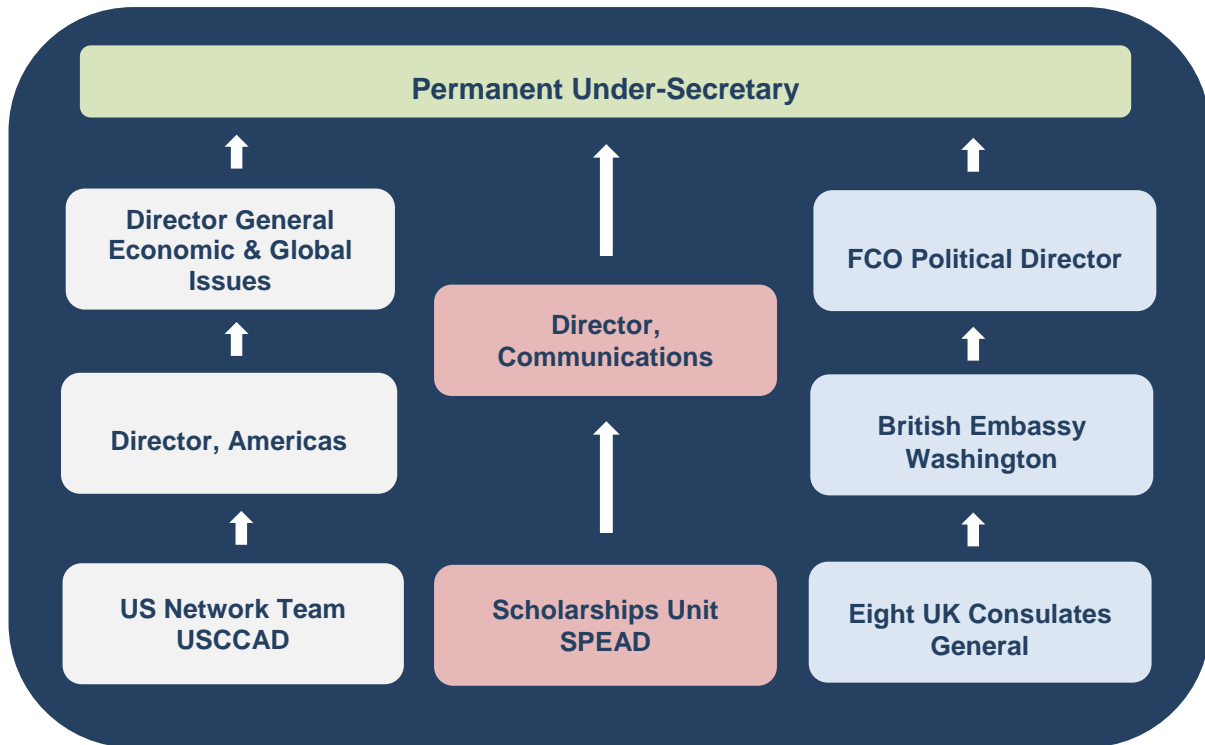 Permanent Under-Secretary
Director General
Economic & Global
Issues
Director, Americas
US Network Team
USCCAD
Director,
Communications
Scholarships Unit
SPEAD
FCO Political Director
British Embassy
Washington
Eight UK Consulates
General